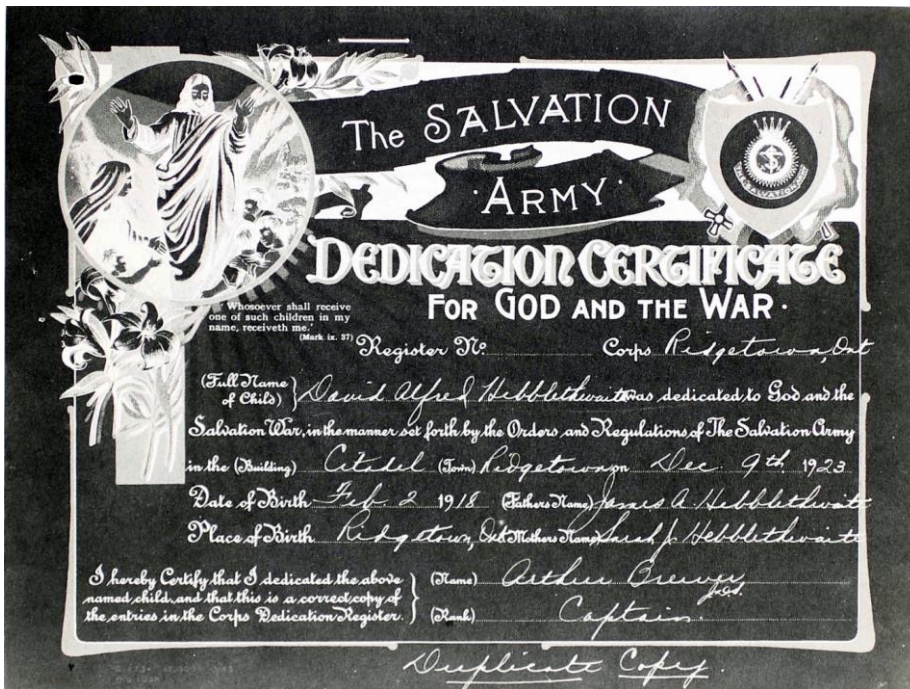 The SALVATION
· ARMY ·
THE SALVATION ARMY
DEDICATION CERTIFICATE
FOR GOD AND THE WAR ·
'Whosoever shall receive
one of such children in my
name, receiveth me.'
(Mark ix. 37)
Register No. Corps Ridgetown, Ont
(Full Name of Child) David Alfred Hebblethwaite was dedicated to God and the
Salvation War, in the manner set forth by the Orders and Regulations of The Salvation Army
in the (Building) Citadel (Town) Ridgetown on Dec. 9th 1923
Date of Birth Feb. 2 1918 (Fathers Name) James A. Hebblethwaite
Place of Birth Ridgetown, Ont Mothers Name Sarah J. Hebblethwaite
I hereby Certify that I dedicated the above
named child, and that this is a correct copy of
the entries in the Corps Dedication Register.
(Name) Arthur Brewer
(Rank) Captain.
Duplicate Copy.